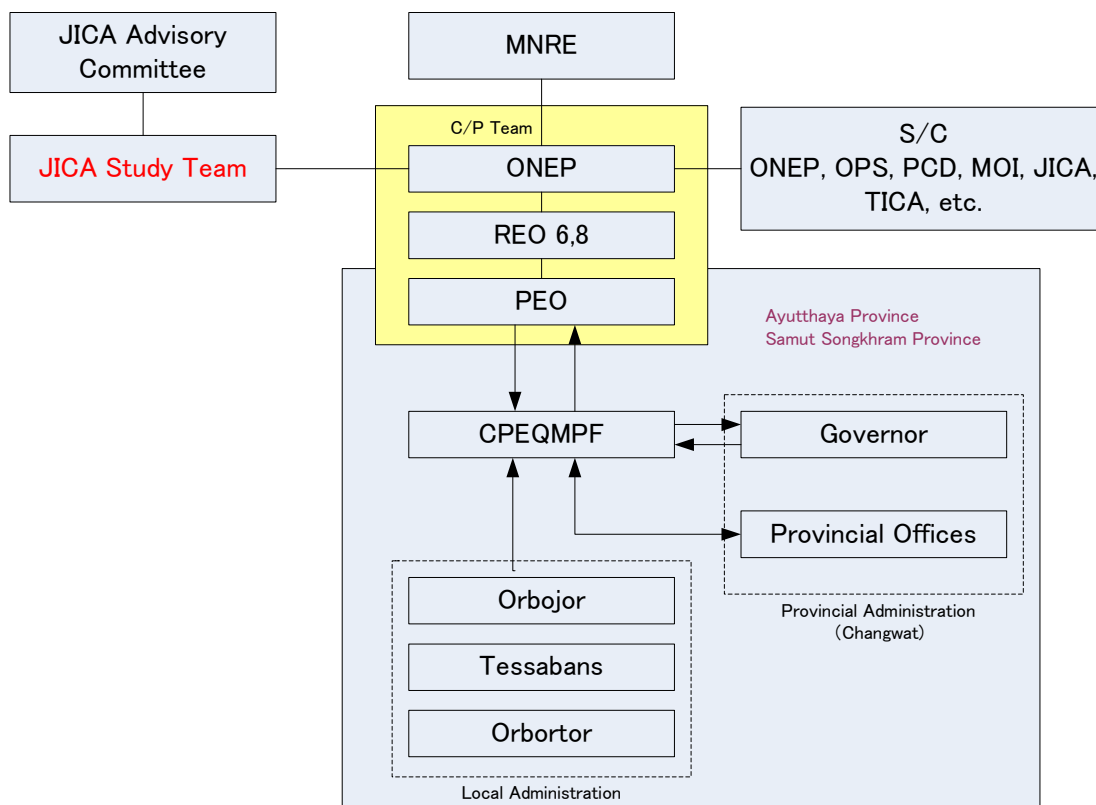 JICA Advisory
Committee
MNRE
C/P Team
JICA Study Team
ONEP
S/C
ONEP, OPS, PCD, MOI, JICA,
TICA, etc.
REO 6,8
PEO
Ayutthaya Province
Samut Songkhram Province
CPEQMPF
Governor
Provincial Offices
Orbojor
Provincial Administration
(Changwat)
Tessabans
Orbortor
Local Administration